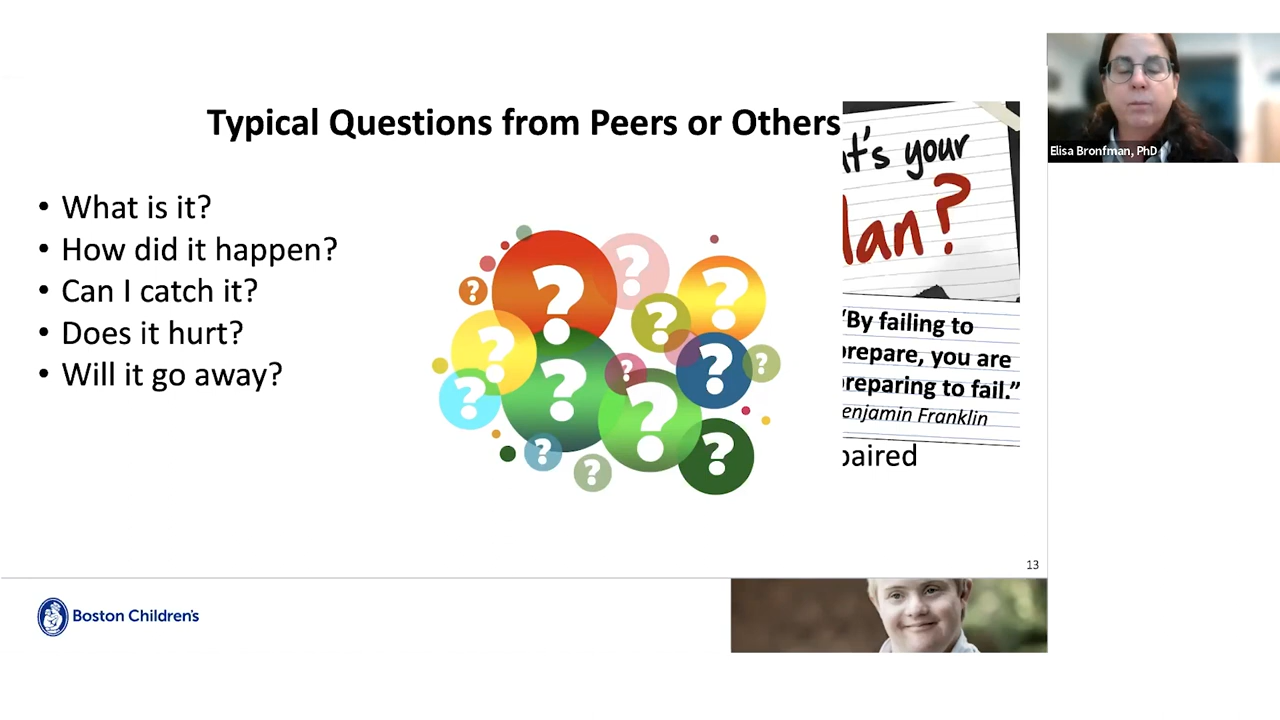 Typical Questions from Peers or Others
• What is it?
• How did it happen?
• Can I catch it?
• Does it hurt?
• Will it go away?
? ? ? ? ? ? ? ? ? ? ? ? ? ? ?
t's your
lan?
"By failing to
prepare, you are
preparing to fail."
enjamin Franklin
paired
13
Boston Children's
Elisa Bronfman, PhD